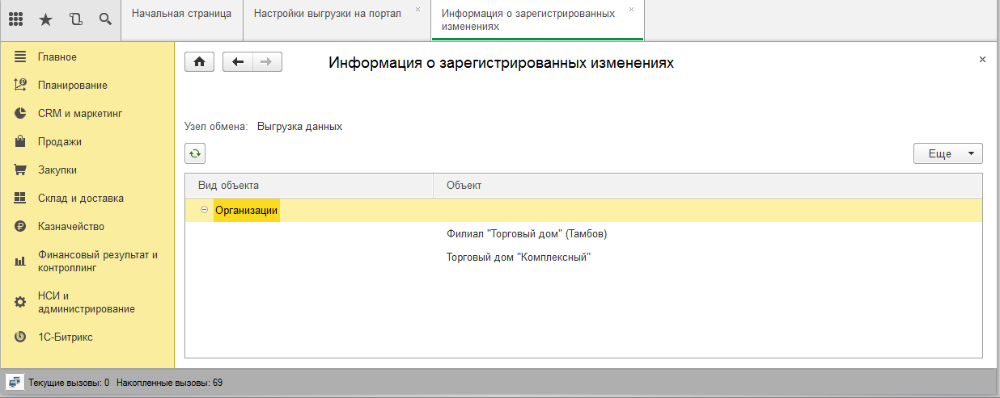 Начальная страница
Настройки выгрузки на портал
Информация о зарегистрированных
изменениях
Главное
Планирование
CRM и маркетинг
Продажи
Закупки
Склад и доставка
Казначейство
Финансовый результат и
контроллинг
НСИ и
администрирование
1С-Битрикс
Информация о зарегистрированных изменениях
Узел обмена: Выгрузка данных
Еще
Вид объекта Объект
Организации
Филиал "Торговый дом" (Тамбов)
Торговый дом "Комплексный"
Текущие вызовы: 0 Накопленные вызовы: 69